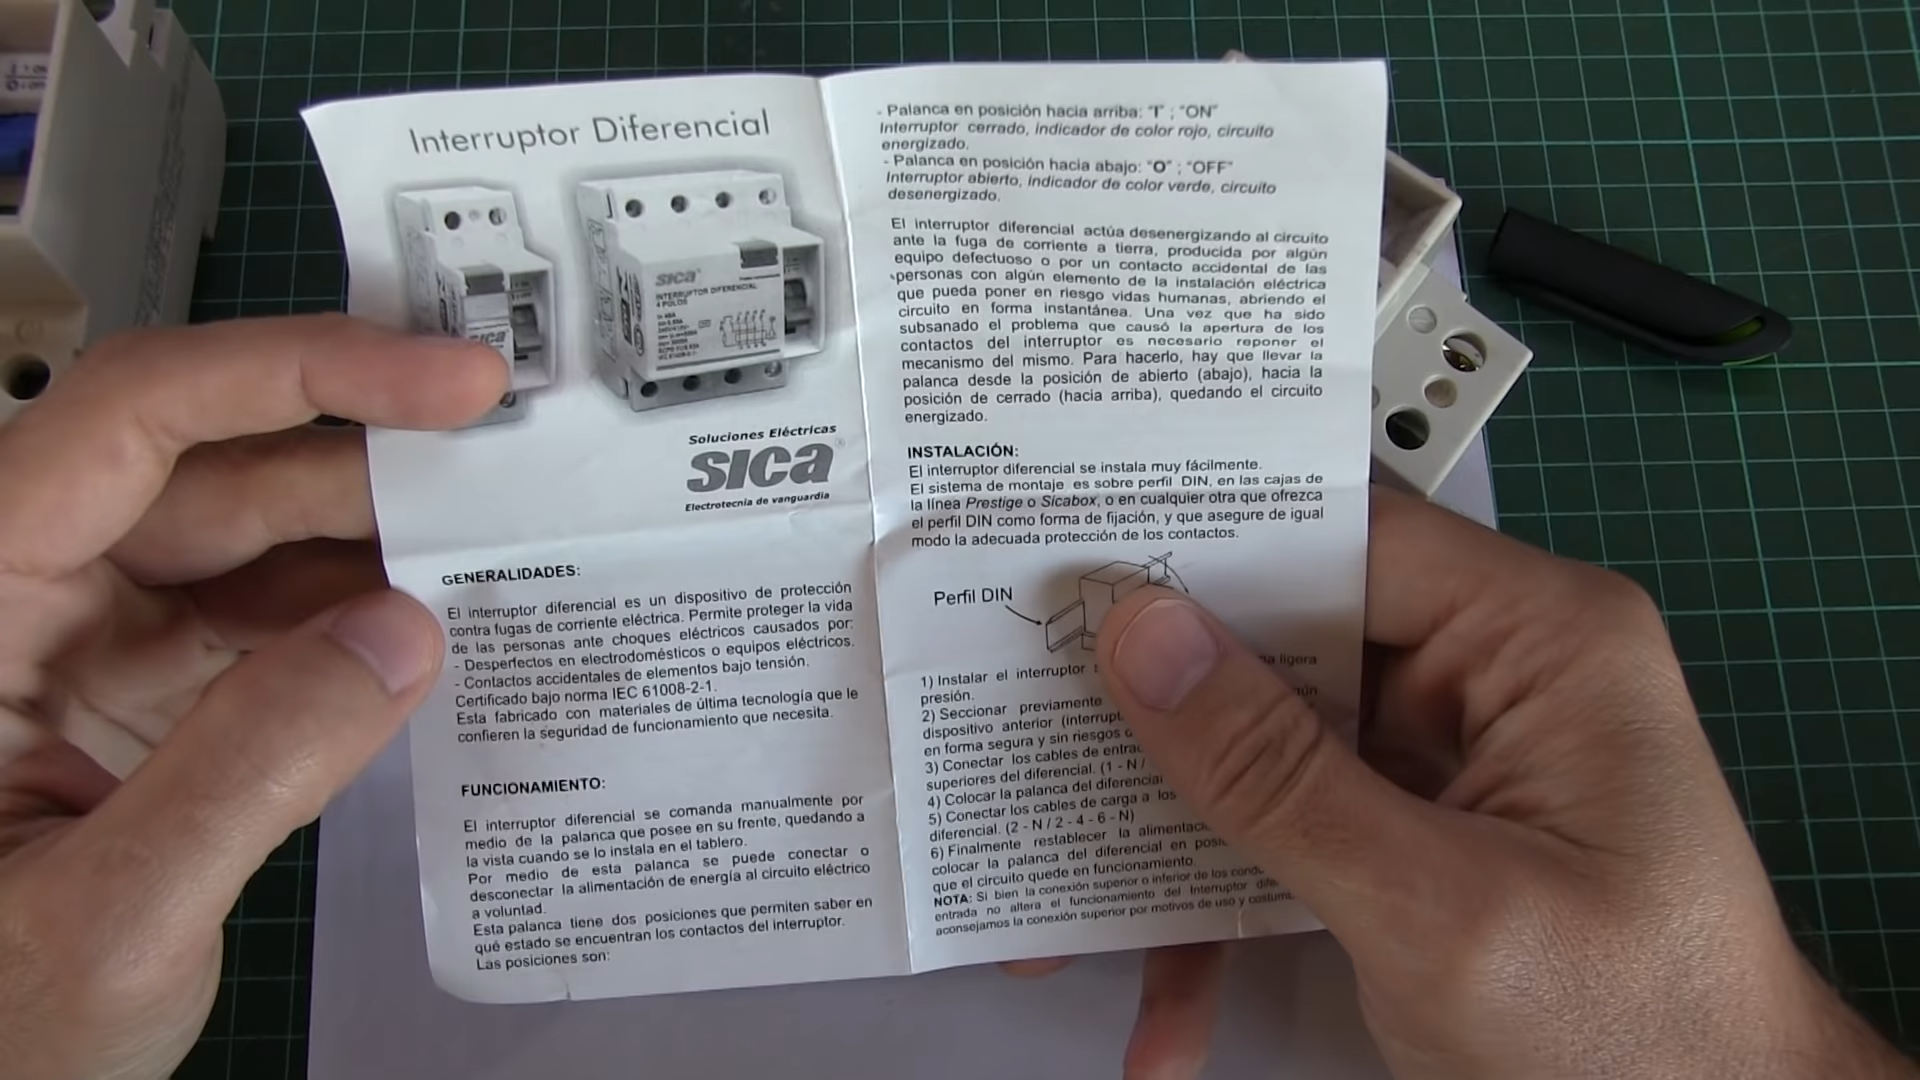 Interruptor Diferencial
sica
INTERRUPTOR DIFERENCIAL
4 POLOS
sica
Soluciones Eléctricas
sica
Electrotecnia de vanguardia
GENERALIDADES:
El interruptor diferencial es un dispositivo de protección
contra fugas de corriente eléctrica. Permite proteger la vida
de las personas ante choques eléctricos causados por:
- Desperfectos en electrodomésticos o equipos eléctricos.
- Contactos accidentales de elementos bajo tensión.
Certificado bajo norma IEC 61008-2-1.
Esta fabricado con materiales de última tecnología que le
confieren la seguridad de funcionamiento que necesita.
FUNCIONAMIENTO:
El interruptor diferencial se comanda manualmente por
medio de la palanca que posee en su frente, quedando a
la vista cuando se lo instala en el tablero.
Por medio de esta palanca se puede conectar o
desconectar la alimentación de energía al circuito eléctrico
a voluntad.
Esta palanca tiene dos posiciones que permiten saber en
qué estado se encuentran los contactos del interruptor.
Las posiciones son:
- Palanca en posición hacia arriba: "I" ; "ON"
Interruptor cerrado, indicador de color rojo, circuito
energizado.
- Palanca en posición hacia abajo: "O" ; "OFF"
Interruptor abierto, indicador de color verde, circuito
desenergizado.
El interruptor diferencial actúa desenergizando al circuito
ante la fuga de corriente a tierra, producida por algún
equipo defectuoso o por un contacto accidental de las
personas con algún elemento de la instalación eléctrica
que pueda poner en riesgo vidas humanas, abriendo el
circuito en forma instantánea. Una vez que ha sido
subsanado el problema que causó la apertura de los
contactos del interruptor es necesario reponer el
mecanismo del mismo. Para hacerlo, hay que llevar la
palanca desde la posición de abierto (abajo), hacia la
posición de cerrado (hacia arriba), quedando el circuito
energizado.
INSTALACIÓN:
El interruptor diferencial se instala muy fácilmente.
El sistema de montaje es sobre perfil DIN, en las cajas de
la línea Prestige o Sicabox, o en cualquier otra que ofrezca
el perfil DIN como forma de fijación, y que asegure de igual
modo la adecuada protección de los contactos.
Perfil DIN
1) Instalar el interruptor ligera
presión.
2) Seccionar previamente
dispositivo anterior
en forma segura y sin riesgos
3) Conectar los cables de
superiores del diferencial. (1 - N /
4) Colocar la palanca del
5) Conectar los cables de carga a los
diferencial. (2 - N / 2 - 4 - 6 - N)
6) Finalmente restablecer la
colocar la palanca del diferencial en
que el circuito quede en funcionamiento.
NOTA: Si bien la conexión superior o inferior de los
entrada no altera el funcionamiento del Interruptor
aconsejamos la conexión superior por motivos de uso y